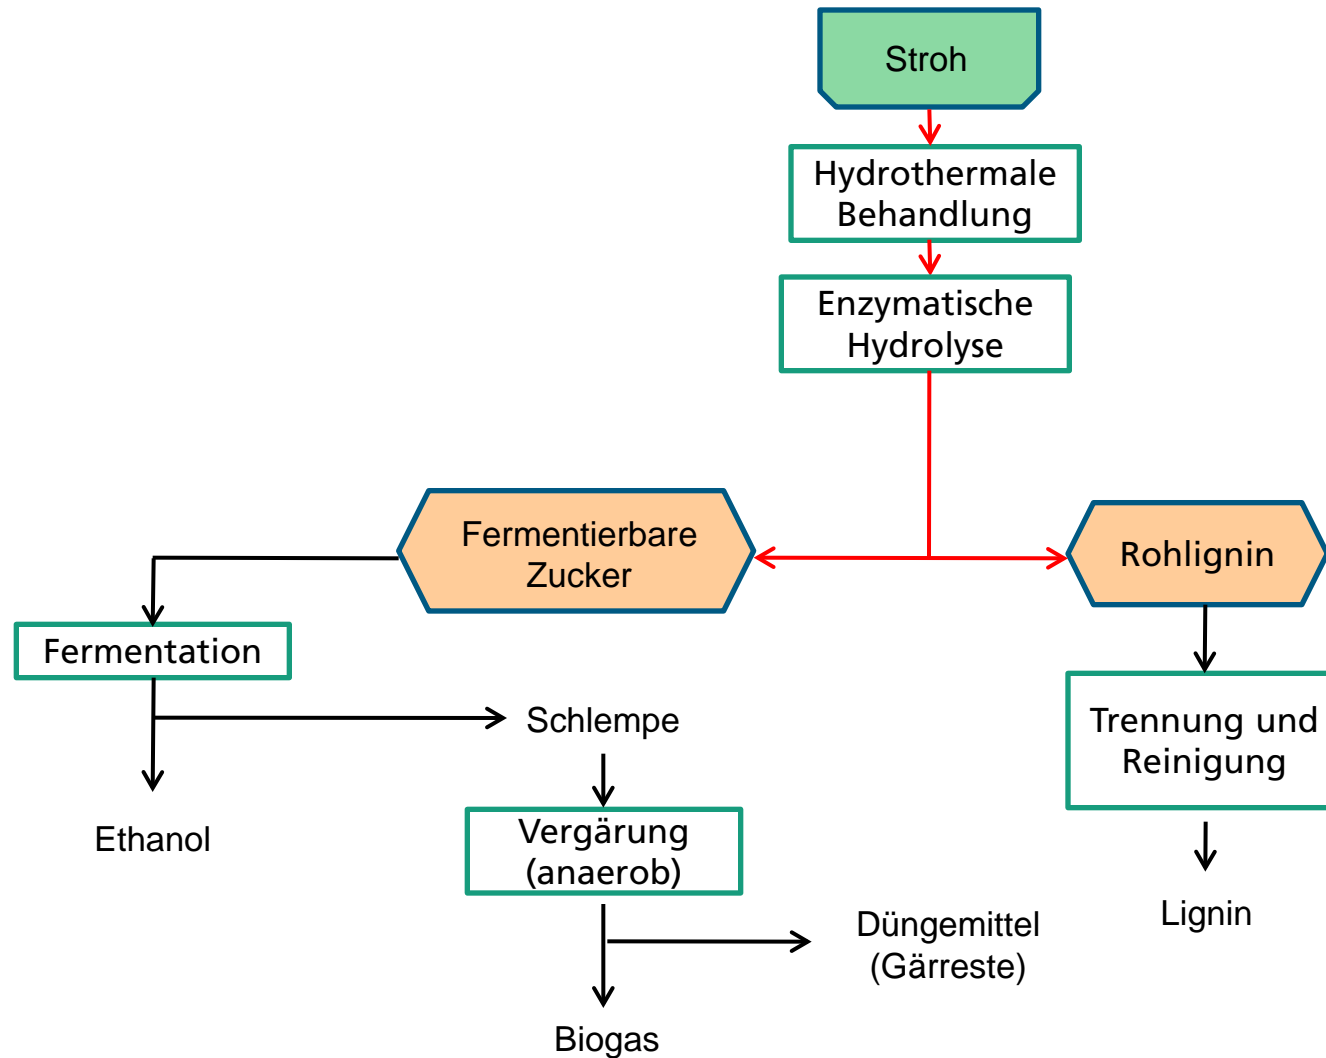 Stroh
Hydrothermale
Behandlung
Enzymatische
Hydrolyse
Fermentierbare
Zucker
Rohlignin
Fermentation
Schlempe
Trennung und
Reinigung
Ethanol
Vergärung
(anaerob)
Lignin
Düngemittel
(Gärreste)
Biogas